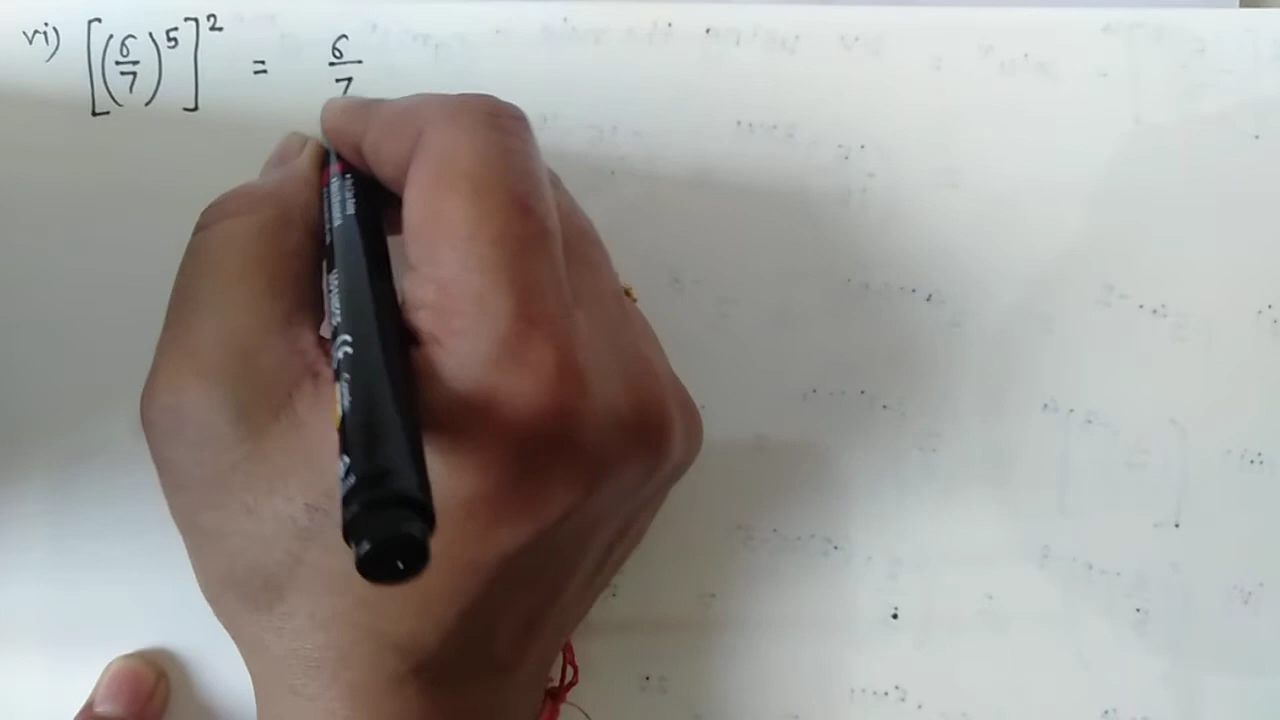 vi) [(6/7)^5]^2 = 6/7